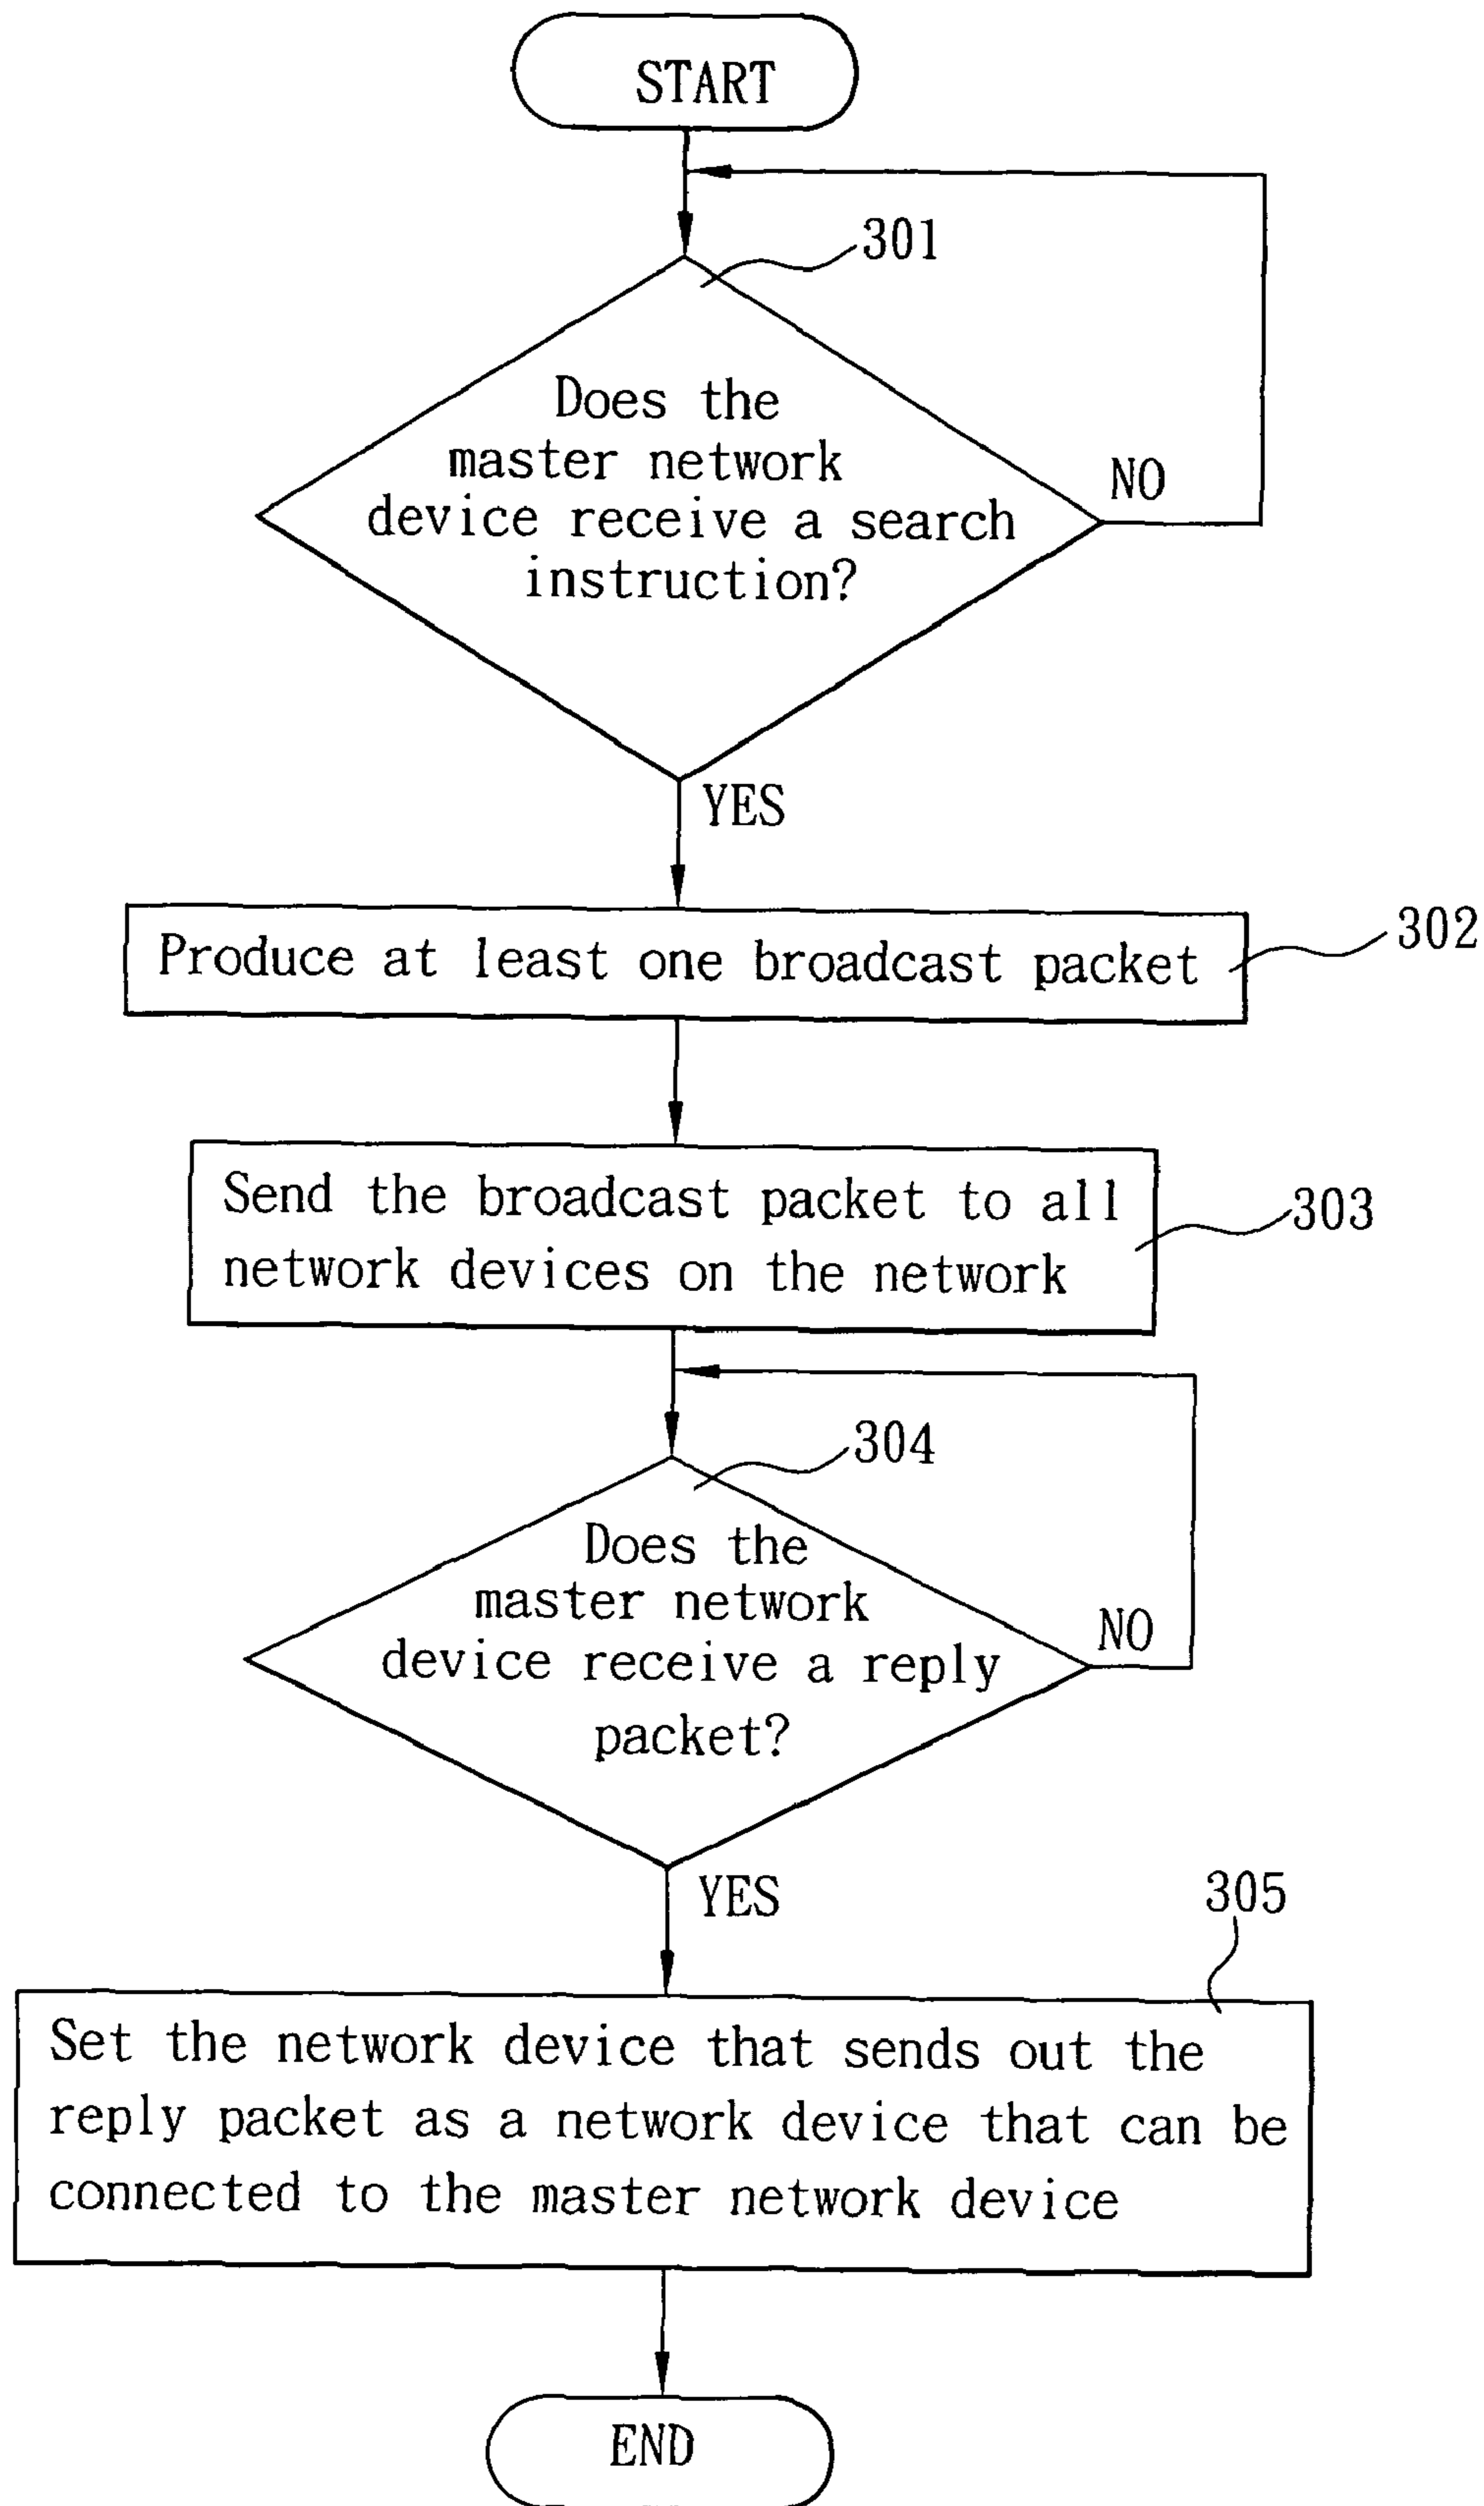 START
301
Does the
master network
device receive a search
instruction?
NO
YES
Produce at least one broadcast packet
302
Send the broadcast packet to all
network devices on the network
303
304
Does the
master network
device receive a reply
packet?
NO
YES
305
Set the network device that sends out the
reply packet as a network device that can be
connected to the master network device
END